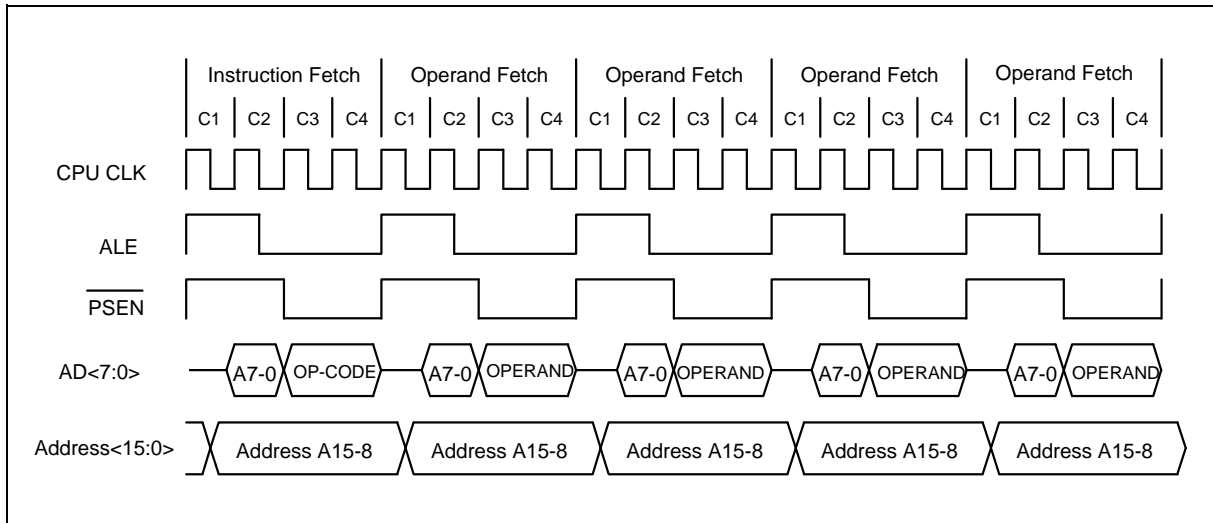 Instruction Fetch Operand Fetch Operand Fetch Operand Fetch Operand Fetch
C1 C2 C3 C4 C1 C2 C3 C4 C1 C2 C3 C4 C1 C2 C3 C4 C1 C2 C3 C4
CPU CLK
ALE
PSEN
AD<7:0> A7-0 OP-CODE A7-0 OPERAND A7-0 OPERAND A7-0 OPERAND A7-0 OPERAND
Address<15:0> Address A15-8 Address A15-8 Address A15-8 Address A15-8 Address A15-8